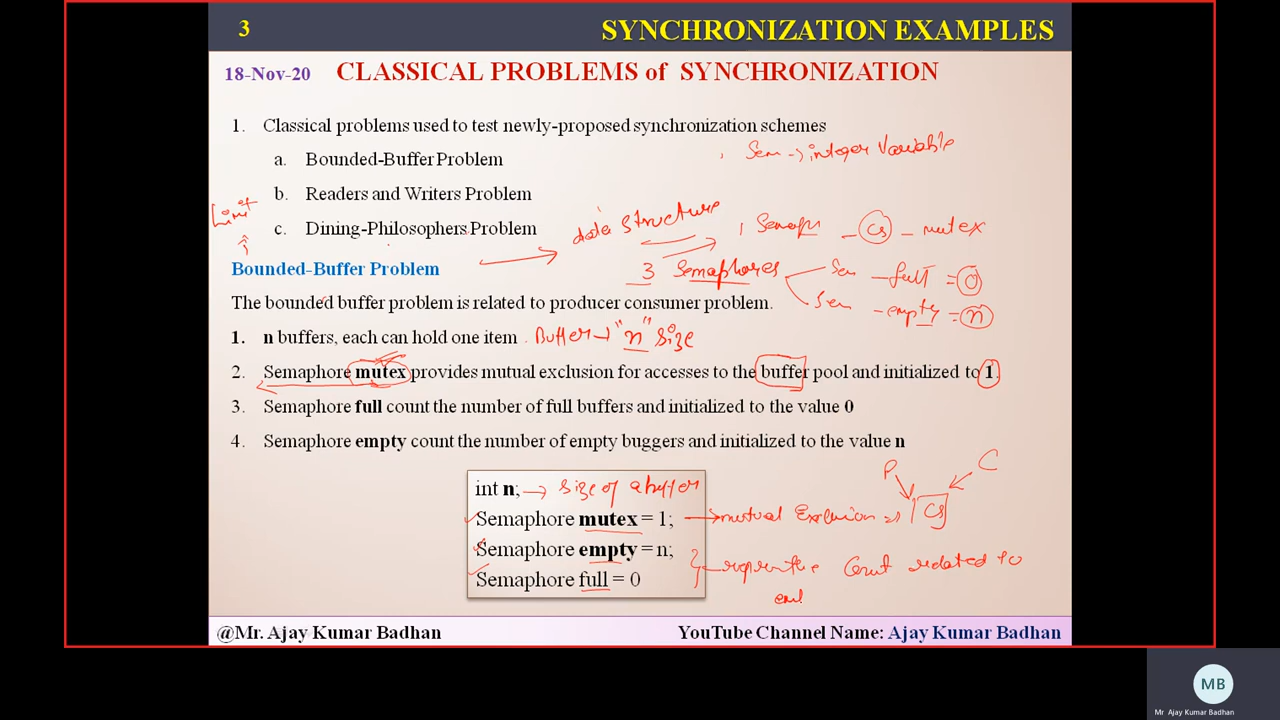 3 SYNCHRONIZATION EXAMPLES
18-Nov-20 CLASSICAL PROBLEMS of SYNCHRONIZATION
1. Classical problems used to test newly-proposed synchronization schemes
Sem → integer Variable
a. Bounded-Buffer Problem
b. Readers and Writers Problem
data structure
c. Dining-Philosophers Problem
1 Semaph - CS - mutex
Bounded-Buffer Problem
3 Semaphores
Sem - full = 0
The bounded buffer problem is related to producer consumer problem.
Sem - empty = n
1. n buffers, each can hold one item
Buffer → "n" size
2. Semaphore mutex provides mutual exclusion for accesses to the buffer pool and initialized to 1.
3. Semaphore full count the number of full buffers and initialized to the value 0
4. Semaphore empty count the number of empty buggers and initialized to the value n
P C
int n; → size of a buffer
Semaphore mutex = 1; → mutual Exclusion
CS
Semaphore empty = n;
Count related to
Semaphore full = 0
@Mr. Ajay Kumar Badhan YouTube Channel Name: Ajay Kumar Badhan
MB
Mr Ajay Kumar Badhan